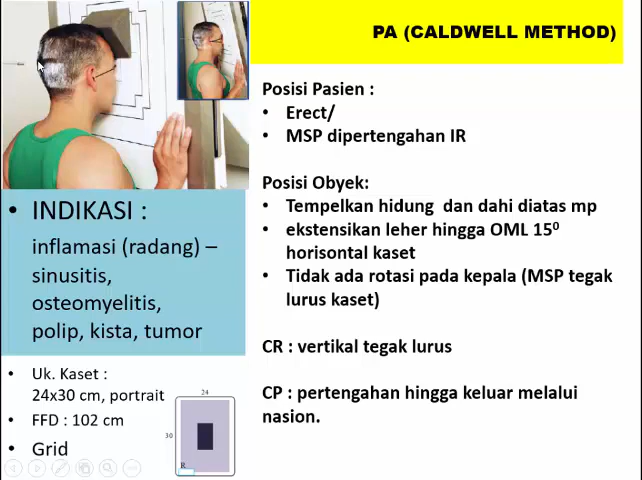 PA (CALDWELL METHOD)
Posisi Pasien :
• Erect/
• MSP dipertengahan IR
Posisi Obyek:
• Tempelkan hidung dan dahi diatas mp
• ekstensikan leher hingga OML 15⁰
horisontal kaset
• Tidak ada rotasi pada kepala (MSP tegak
lurus kaset)
CR : vertikal tegak lurus
CP : pertengahan hingga keluar melalui
nasion.
• INDIKASI :
inflamasi (radang) –
sinusitis,
osteomyelitis,
polip, kista, tumor
• Uk. Kaset :
24x30 cm, portrait
• FFD : 102 cm
• Grid
24
30
R